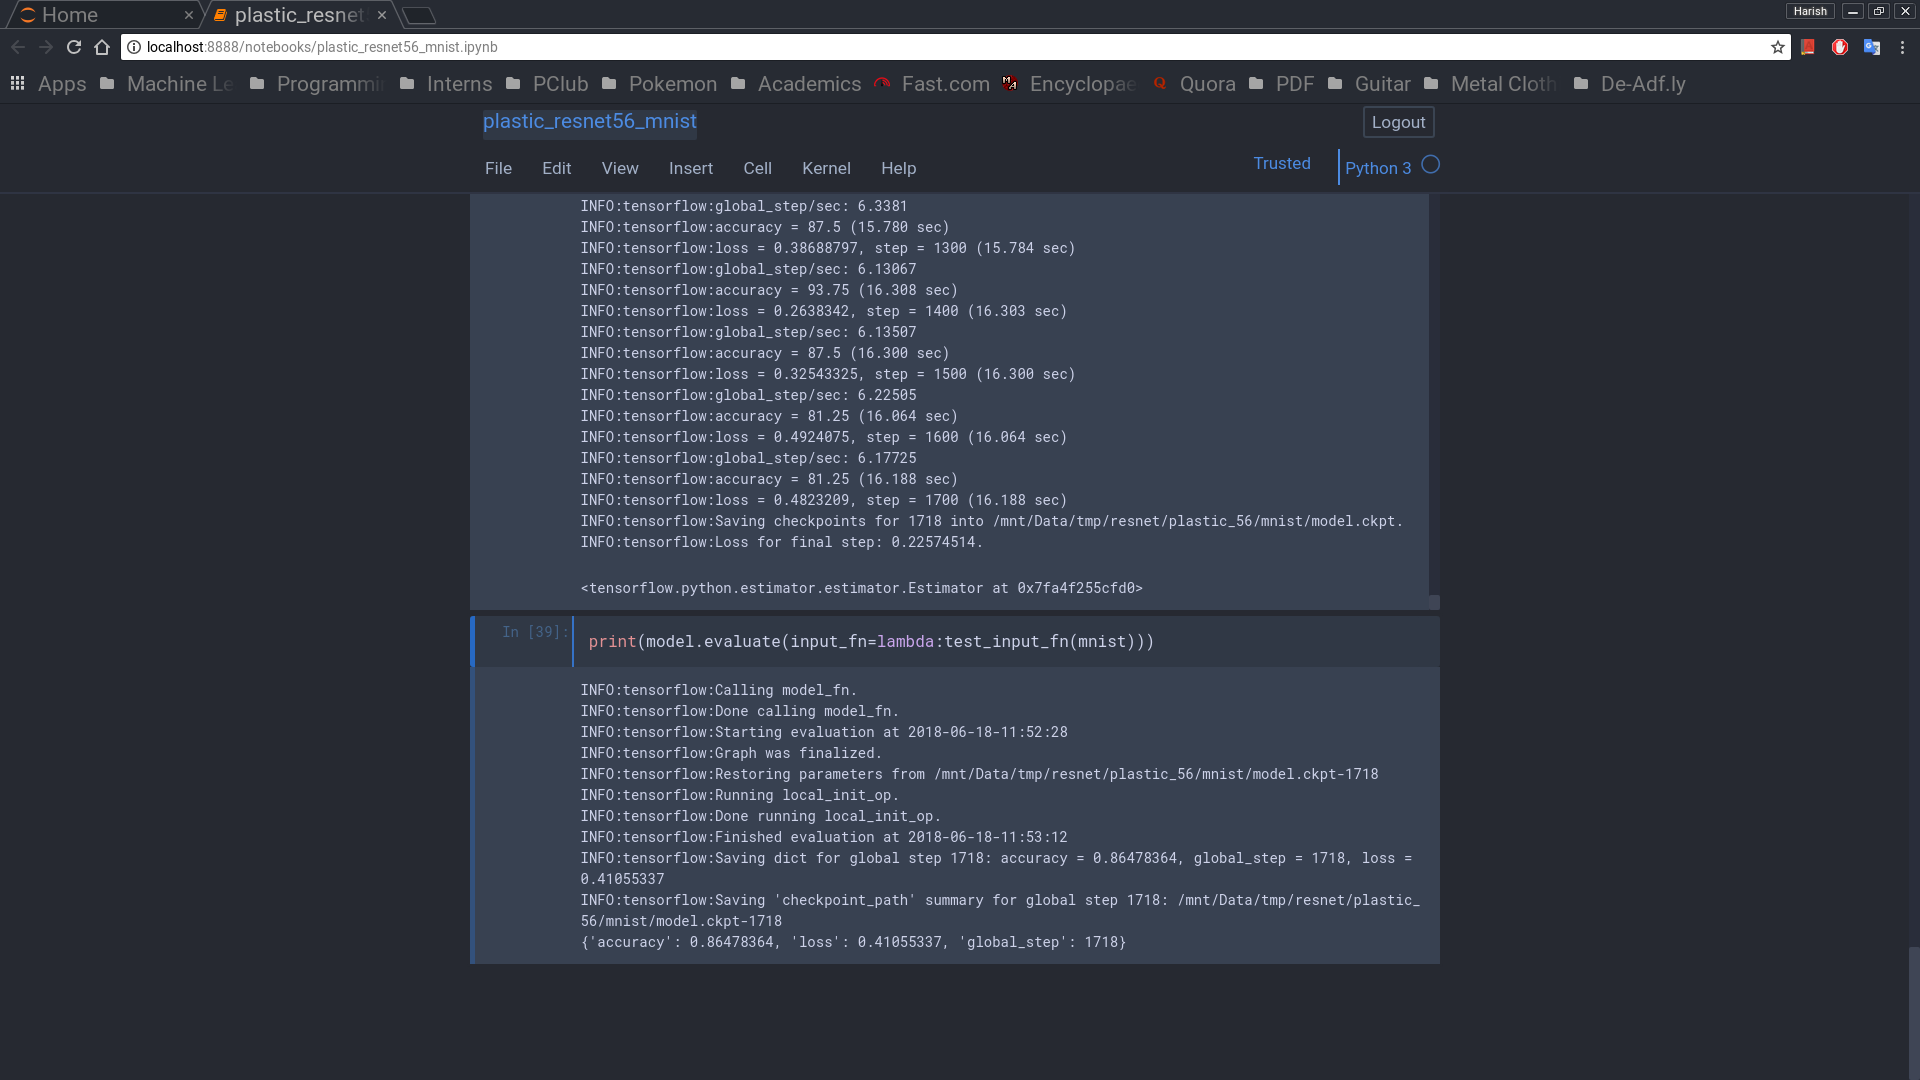 Home
plastic_resnet
Harish
localhost:8888/notebooks/plastic_resnet56_mnist.ipynb
Apps Machine Le Programmi Interns PClub Pokemon Academics Fast.com Encyclopae Quora PDF Guitar Metal Cloth De-Adf.ly
plastic_resnet56_mnist
Logout
File Edit View Insert Cell Kernel Help
Trusted
Python 3
INFO:tensorflow:global_step/sec: 6.3381
INFO:tensorflow:accuracy = 87.5 (15.780 sec)
INFO:tensorflow:loss = 0.38688797, step = 1300 (15.784 sec)
INFO:tensorflow:global_step/sec: 6.13067
INFO:tensorflow:accuracy = 93.75 (16.308 sec)
INFO:tensorflow:loss = 0.2638342, step = 1400 (16.303 sec)
INFO:tensorflow:global_step/sec: 6.13507
INFO:tensorflow:accuracy = 87.5 (16.300 sec)
INFO:tensorflow:loss = 0.32543325, step = 1500 (16.300 sec)
INFO:tensorflow:global_step/sec: 6.22505
INFO:tensorflow:accuracy = 81.25 (16.064 sec)
INFO:tensorflow:loss = 0.4924075, step = 1600 (16.064 sec)
INFO:tensorflow:global_step/sec: 6.17725
INFO:tensorflow:accuracy = 81.25 (16.188 sec)
INFO:tensorflow:loss = 0.4823209, step = 1700 (16.188 sec)
INFO:tensorflow:Saving checkpoints for 1718 into /mnt/Data/tmp/resnet/plastic_56/mnist/model.ckpt.
INFO:tensorflow:Loss for final step: 0.22574514.
<tensorflow.python.estimator.estimator.Estimator at 0x7fa4f255cfd0>
In [39]: print(model.evaluate(input_fn=lambda:test_input_fn(mnist)))
INFO:tensorflow:Calling model_fn.
INFO:tensorflow:Done calling model_fn.
INFO:tensorflow:Starting evaluation at 2018-06-18-11:52:28
INFO:tensorflow:Graph was finalized.
INFO:tensorflow:Restoring parameters from /mnt/Data/tmp/resnet/plastic_56/mnist/model.ckpt-1718
INFO:tensorflow:Running local_init_op.
INFO:tensorflow:Done running local_init_op.
INFO:tensorflow:Finished evaluation at 2018-06-18-11:53:12
INFO:tensorflow:Saving dict for global step 1718: accuracy = 0.86478364, global_step = 1718, loss =
0.41055337
INFO:tensorflow:Saving 'checkpoint_path' summary for global step 1718: /mnt/Data/tmp/resnet/plastic_
56/mnist/model.ckpt-1718
{'accuracy': 0.86478364, 'loss': 0.41055337, 'global_step': 1718}